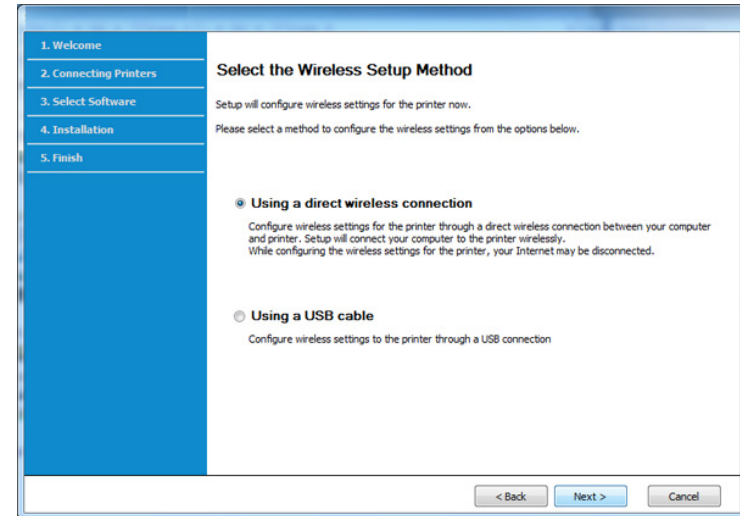 1. Welcome
2. Connecting Printers
3. Select Software
4. Installation
5. Finish
Select the Wireless Setup Method
Setup will configure wireless settings for the printer now.
Please select a method to configure the wireless settings from the options below.
Using a direct wireless connection
Configure wireless settings for the printer through a direct wireless connection between your computer
and printer. Setup will connect your computer to the printer wirelessly.
While configuring the wireless settings for the printer, your Internet may be disconnected.
Using a USB cable
Configure wireless settings to the printer through a USB connection
< Back
Next >
Cancel